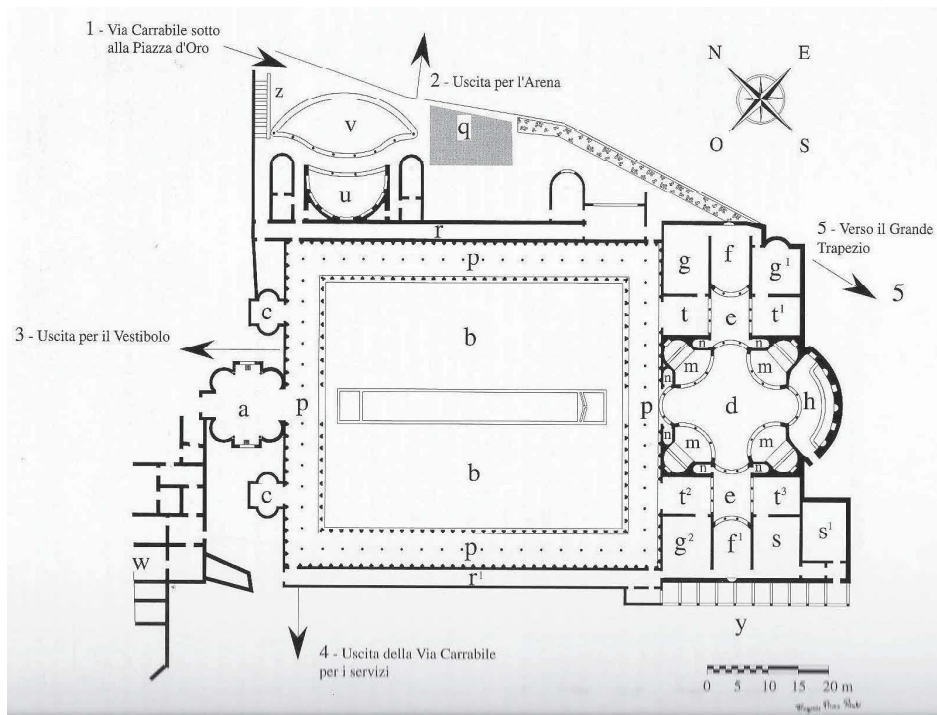 1 - Via Carrabile sotto
alla Piazza d'Oro
2 - Uscita per l'Arena
N E
O S
z
v
q
u
r
5 - Verso il Grande
Trapezio
5
p
g f g¹
c
t e t¹
3 - Uscita per il Vestibolo
b
n n
m m
n
a p p d h
n
m m
n n
b
c
t² e t³
s¹
g² f¹ s
p
w
r¹
y
4 - Uscita della Via Carrabile
per i servizi
0 5 10 15 20 m